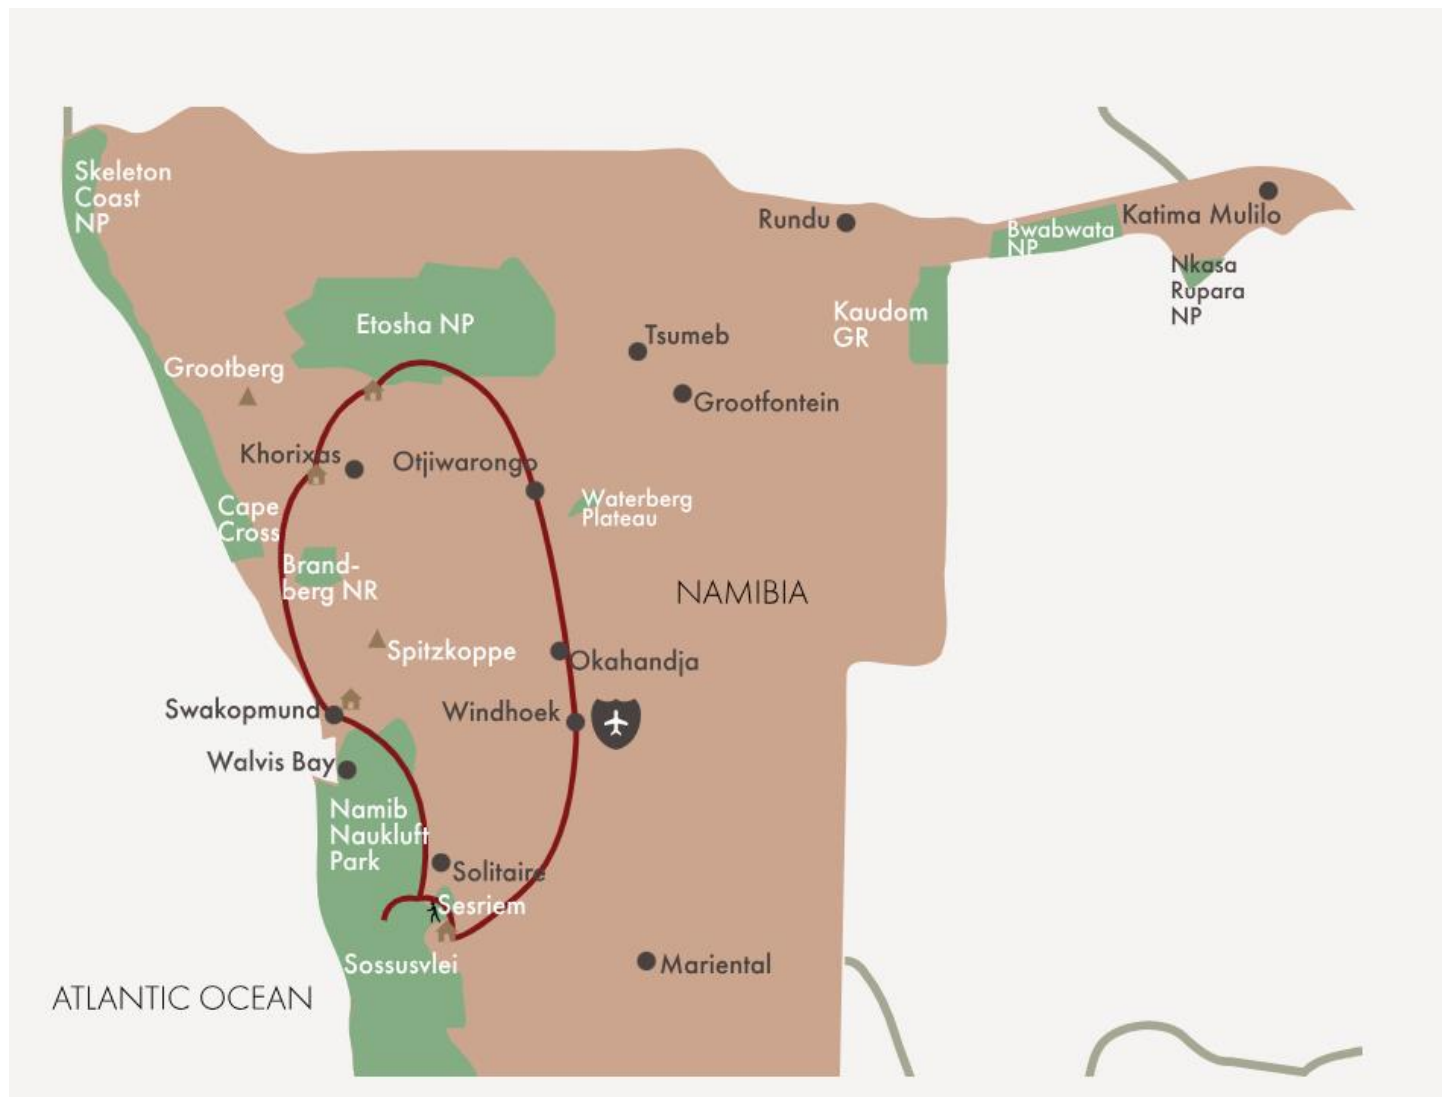 Skeleton
Coast
NP
Rundu
Katima Mulilo
Bwabwata
NP
Nkasa
Rupara
NP
Etosha NP
Kaudom
GR
Tsumeb
Grootberg
Grootfontein
Khorixas
Otjiwarongo
Cape
Cross
Waterberg
Plateau
Brand-
berg NR
NAMIBIA
Spitzkoppe
Okahandja
Swakopmund
Windhoek
Walvis Bay
Namib
Naukluft
Park
Solitaire
Sesriem
Sossusvlei
Mariental
ATLANTIC OCEAN